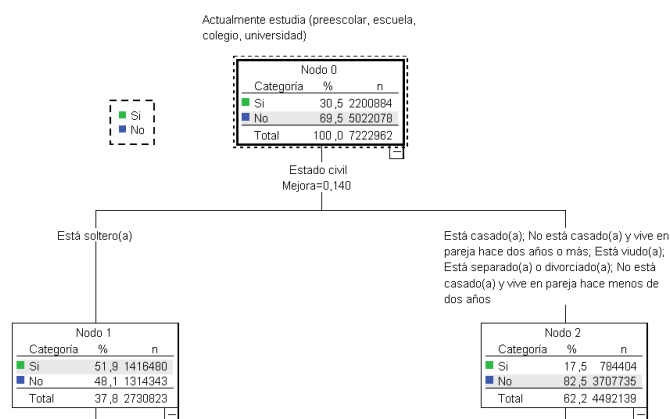 Actualmente estudia (preescolar, escuela,
colegio, universidad)
Nodo 0
Categoría % n
Si 30,5 2200884
No 69,5 5022078
Total 100,0 7222962
Si
No
Estado civil
Mejora=0,140
Está soltero(a)
Está casado(a); No está casado(a) y vive en
pareja hace dos años o más; Está viudo(a);
Está separado(a) o divorciado(a); No está
casado(a) y vive en pareja hace menos de
dos años
Nodo 1
Categoría % n
Si 51,9 1416480
No 48,1 1314343
Total 37,8 2730823
Nodo 2
Categoría % n
Si 17,5 784404
No 82,5 3707735
Total 62,2 4492139